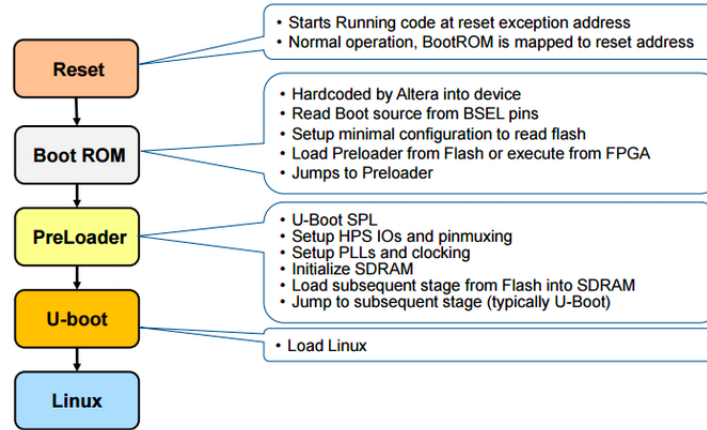 • Starts Running code at reset exception address
• Normal operation, BootROM is mapped to reset address
Reset
• Hardcoded by Altera into device
• Read Boot source from BSEL pins
• Setup minimal configuration to read flash
• Load Preloader from Flash or execute from FPGA
• Jumps to Preloader
Boot ROM
• U-Boot SPL
• Setup HPS IOs and pinmuxing
• Setup PLLs and clocking
• Initialize SDRAM
• Load subsequent stage from Flash into SDRAM
• Jump to subsequent stage (typically U-Boot)
PreLoader
U-boot
• Load Linux
Linux